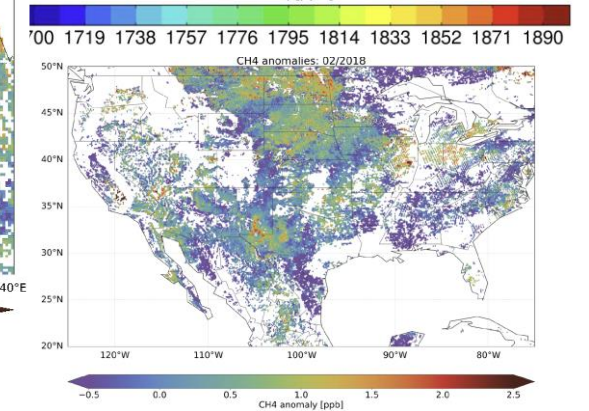 700 1719 1738 1757 1776 1795 1814 1833 1852 1871 1890
CH4 anomalies: 02/2018
50°N
45°N
40°N
35°N
30°N
25°N
20°N
40°E
120°W 110°W 100°W 90°W 80°W
−0.5 0.0 0.5 1.0 1.5 2.0 2.5
CH4 anomaly [ppb]